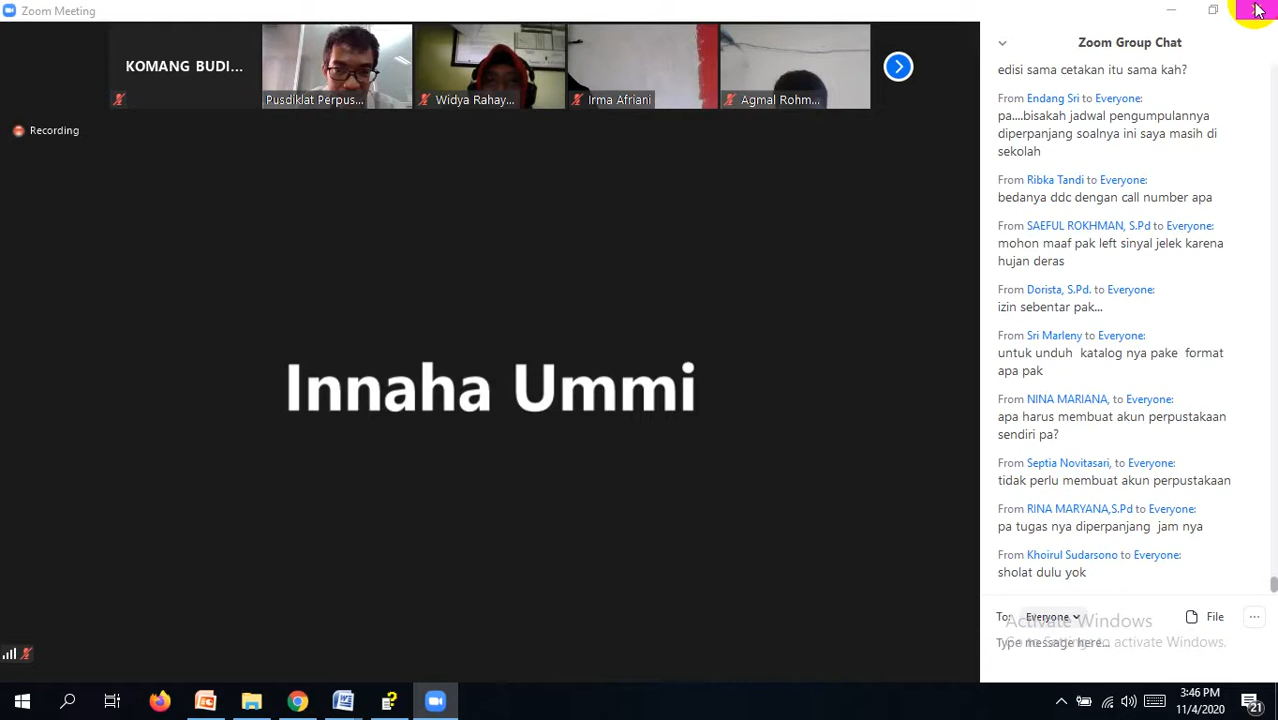 Zoom Meeting
KOMANG BUDI...
Pusdiklat Perpus...
Widya Rahay...
Irma Afriani
Agmal Rohm...
Recording
Innaha Ummi
Zoom Group Chat
edisi sama cetakan itu sama kah?
From Endang Sri to Everyone:
pa....bisakah jadwal pengumpulannya
diperpanjang soalnya ini saya masih di
sekolah
From Ribka Tandi to Everyone:
bedanya ddc dengan call number apa
From SAEFUL ROKHMAN, S.Pd to Everyone:
mohon maaf pak left sinyal jelek karena
hujan deras
From Dorista, S.Pd. to Everyone:
izin sebentar pak...
From Sri Marleny to Everyone:
untuk unduh katalog nya pake format
apa pak
From NINA MARIANA, to Everyone:
apa harus membuat akun perpustakaan
sendiri pa?
From Septia Novitasari, to Everyone:
tidak perlu membuat akun perpustakaan
From RINA MARYANA,S.Pd to Everyone:
pa tugas nya diperpanjang jam nya
From Khoirul Sudarsono to Everyone:
sholat dulu yok
To: Everyone File ...
Activate Windows
Type message here...
Go to Settings to activate Windows.
3:46 PM
11/4/2020
21